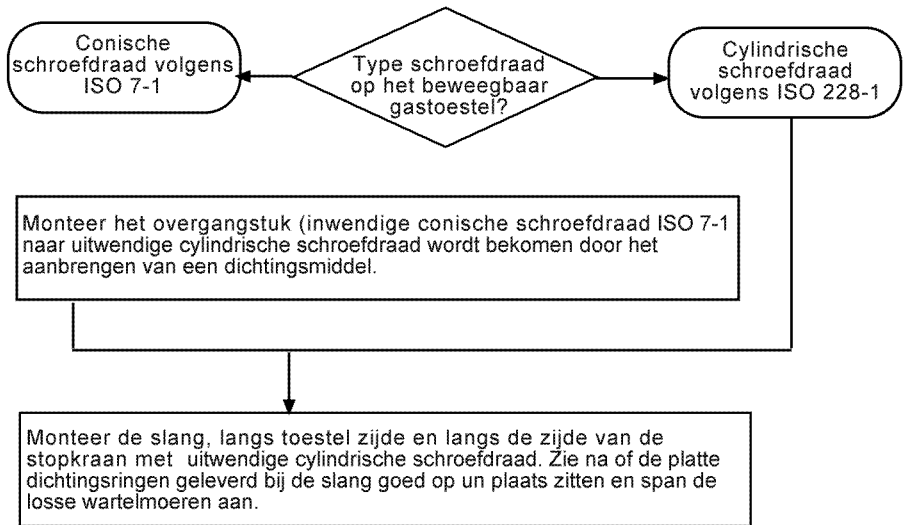 Conische
schroefdraad volgens
ISO 7-1
Type schroefdraad
op het beweegbaar
gastoestel?
Cylindrische
schroefdraad
volgens ISO 228-1
Monteer het overgangstuk (inwendige conische schroefdraad ISO 7-1
naar uitwendige cylindrische schroefdraad wordt bekomen door het
aanbrengen van een dichtingsmiddel.
Monteer de slang, langs toestel zijde en langs de zijde van de
stopkraan met uitwendige cylindrische schroefdraad. Zie na of de platte
dichtingsringen geleverd bij de slang goed op un plaats zitten en span de
losse wartelmoeren aan.